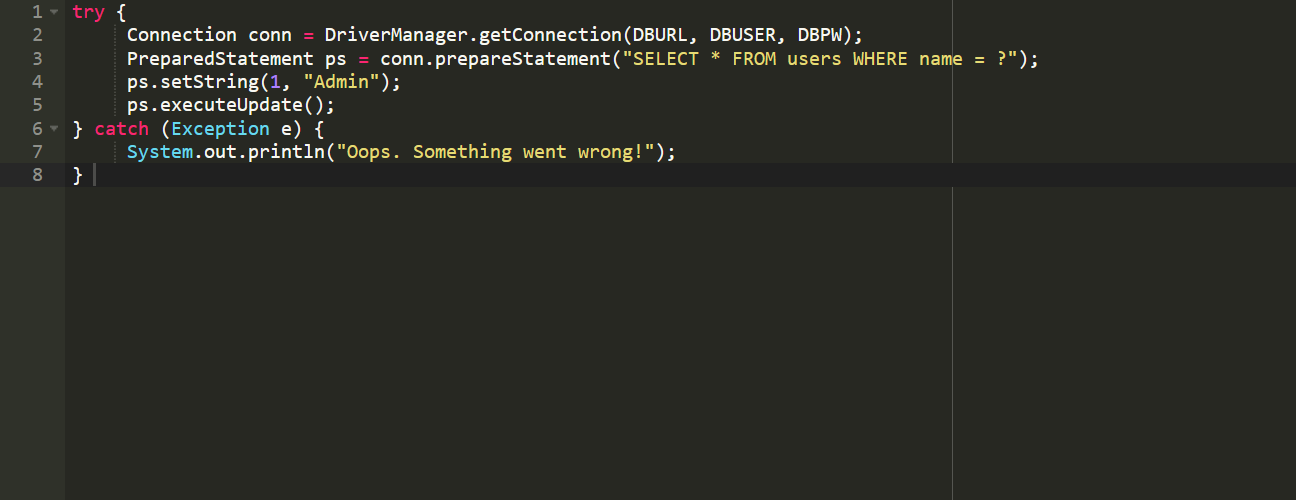 1 try {
2 Connection conn = DriverManager.getConnection(DBURL, DBUSER, DBPW);
3 PreparedStatement ps = conn.prepareStatement("SELECT * FROM users WHERE name = ?");
4 ps.setString(1, "Admin");
5 ps.executeUpdate();
6 } catch (Exception e) {
7 System.out.println("Oops. Something went wrong!");
8 }